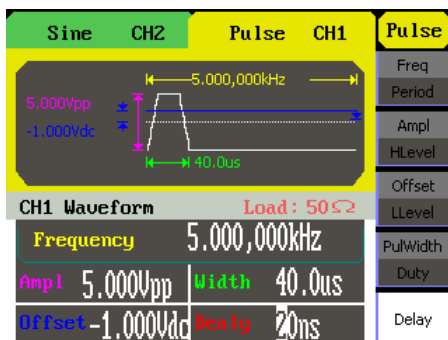 Sine CH2 Pulse CH1 Pulse
Freq
Period
5.000,000kHz
5.000Vpp
-1.000Vdc
40.0us
Ampl
HLevel
Offset
LLevel
CH1 Waveform Load: 50Ω
Frequency 5.000,000kHz
PulWidth
Duty
Ampl 5.000Vpp Width 40.0us
Offset -1.000Vdc Dealy 20ns
Delay